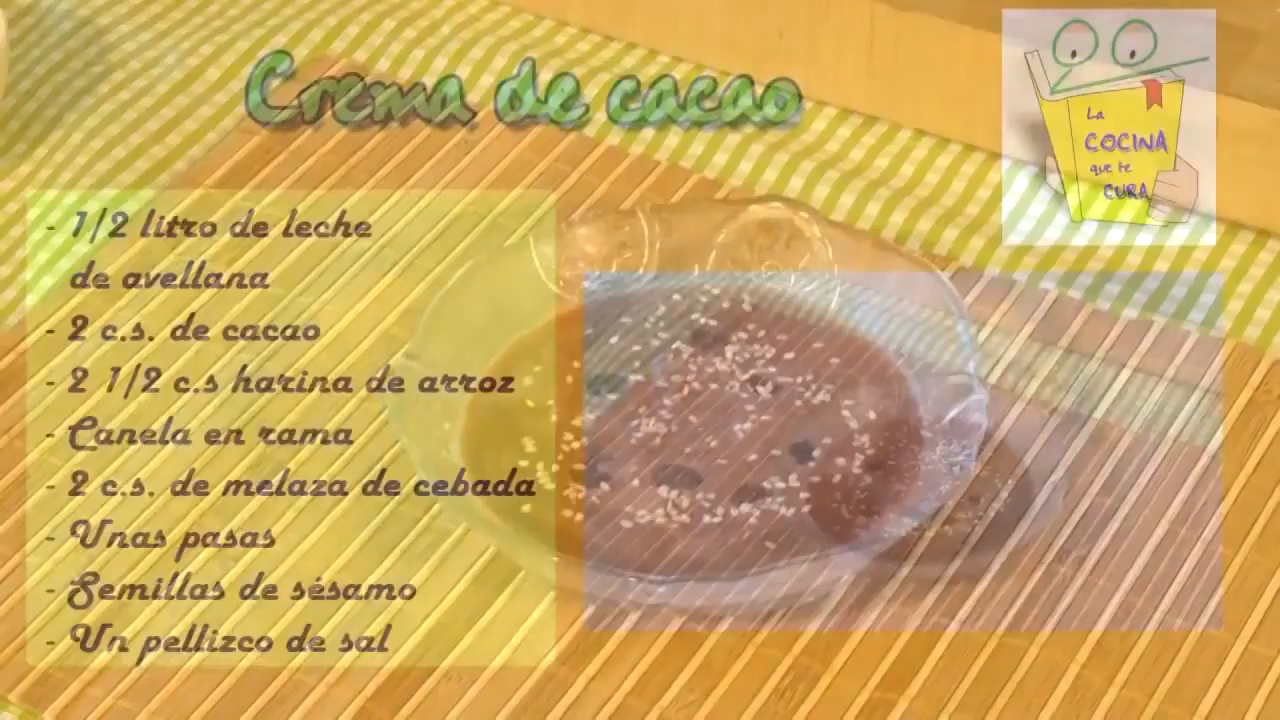 Crema de cacao
La
COCINA
que te
CURA
- 1/2 litro de leche
de avellana
- 2 c.s. de cacao
- 2 1/2 c.s harina de arroz
- Canela en rama
- 2 c.s. de melaza de cebada
- Unas pasas
- Semillas de sésamo
- Un pellizco de sal